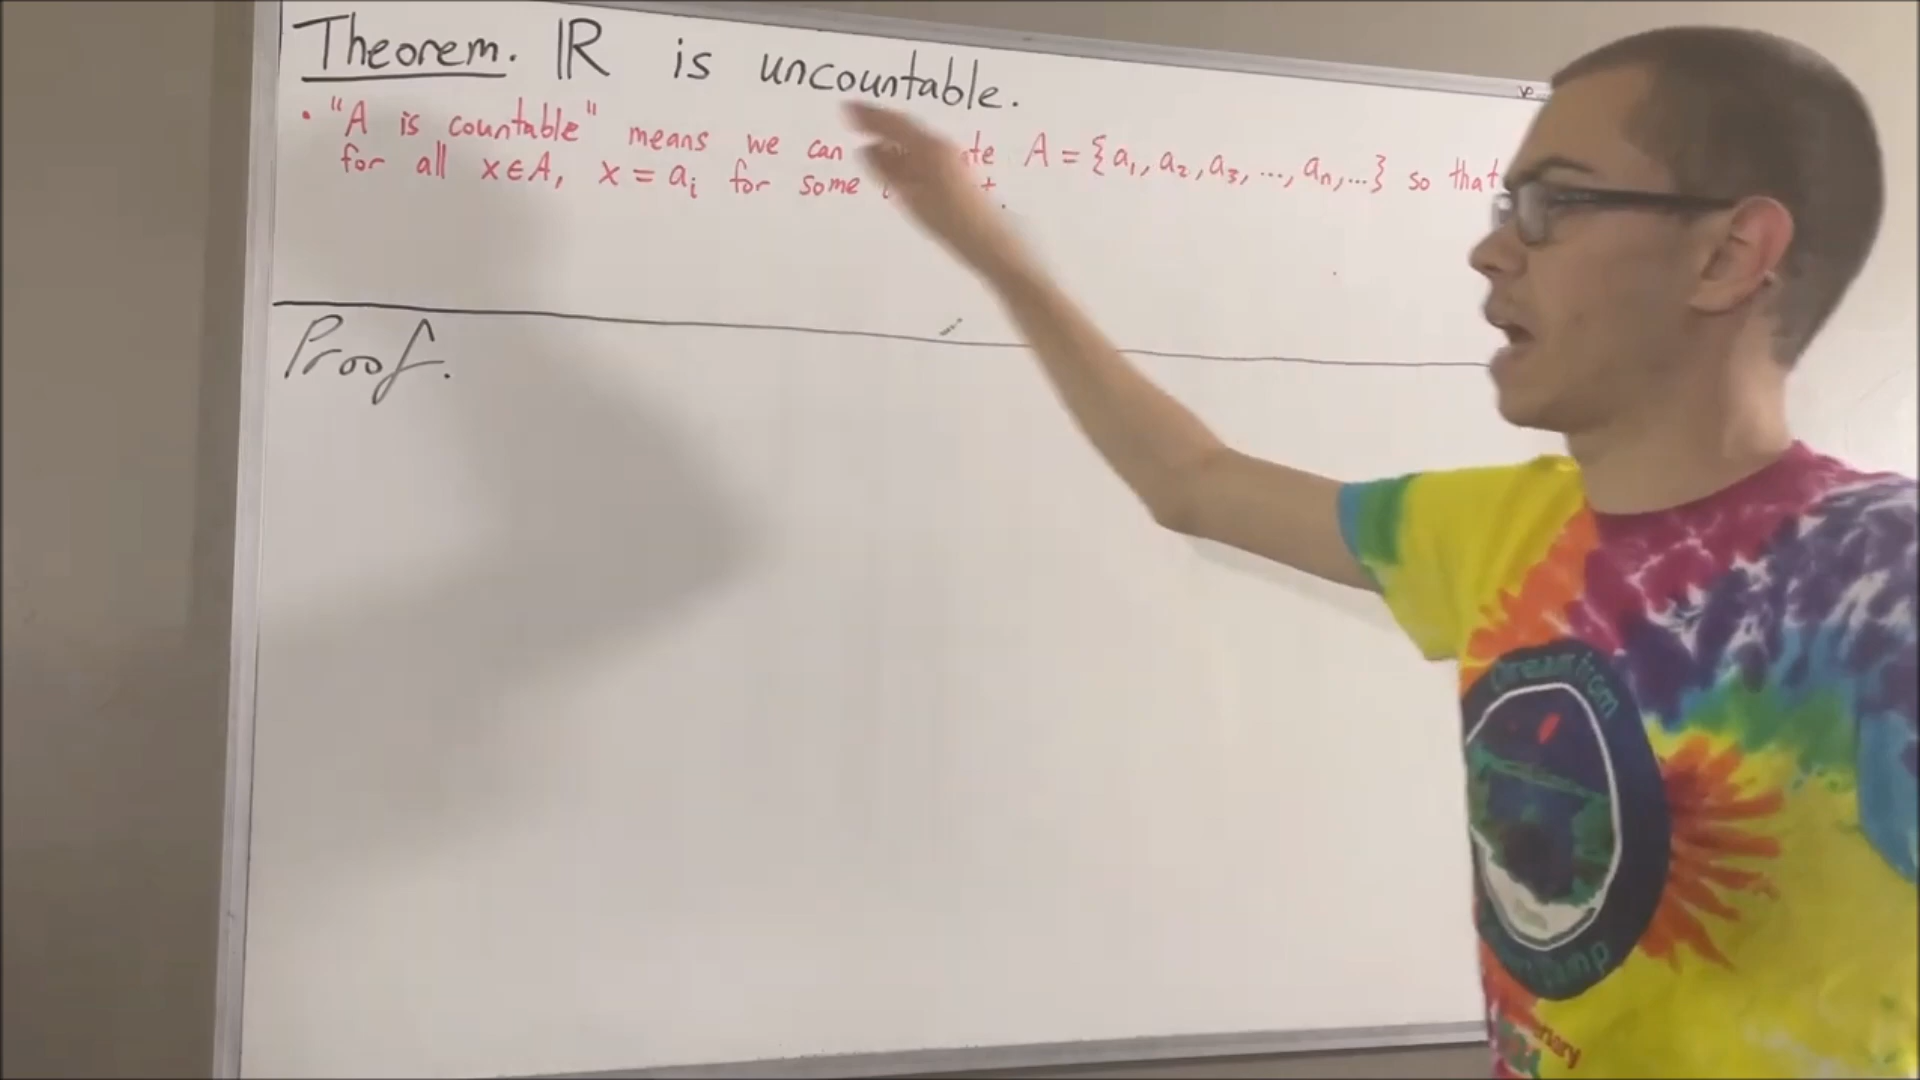 Theorem. ℝ is uncountable.
• "A is countable" means we can A = {a₁, a₂, a₃, ..., aₙ, ...} so that
for all x∈A, x = aᵢ for some
Proof.